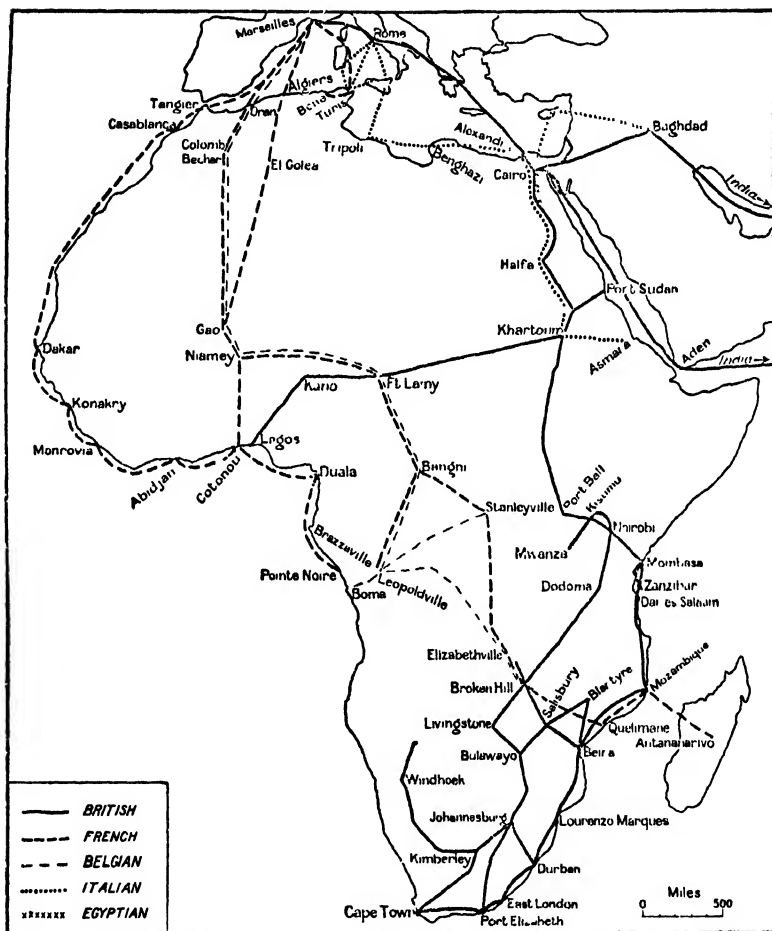 Marseilles
Rome
Algiers
Tangier
Oran
Bona
Tunis
Casablanca
Colomb
Bechar
El Golea
Tripoli
Benghazi
Alexandi
Baghdad
Cairo
India
Halfa
Port Sudan
Khartoum
Asmara
Aden
India
Gao
Niamey
Dakar
Kano
Ft Lamy
Konakry
Monrovia
Abidjan
Cotonou
Lagos
Duala
Bangui
Stanleyville
Port Bell
Kisumu
Nairobi
Mwanza
Mombasa
Zanzibar
Dar es Salaam
Brazzaville
Pointe Noire
Boma
Leopoldville
Dodoma
Elizabethville
Broken Hill
Salisbury
Blantyre
Mozambique
Livingstone
Quelimane
Antananarivo
Bulawayo
Beira
Windhoek
Johannesburg
Lourenzo Marques
Kimberley
Durban
Cape Town
East London
Port Elizabeth
BRITISH
FRENCH
BELGIAN
ITALIAN
EGYPTIAN
Miles
0 500